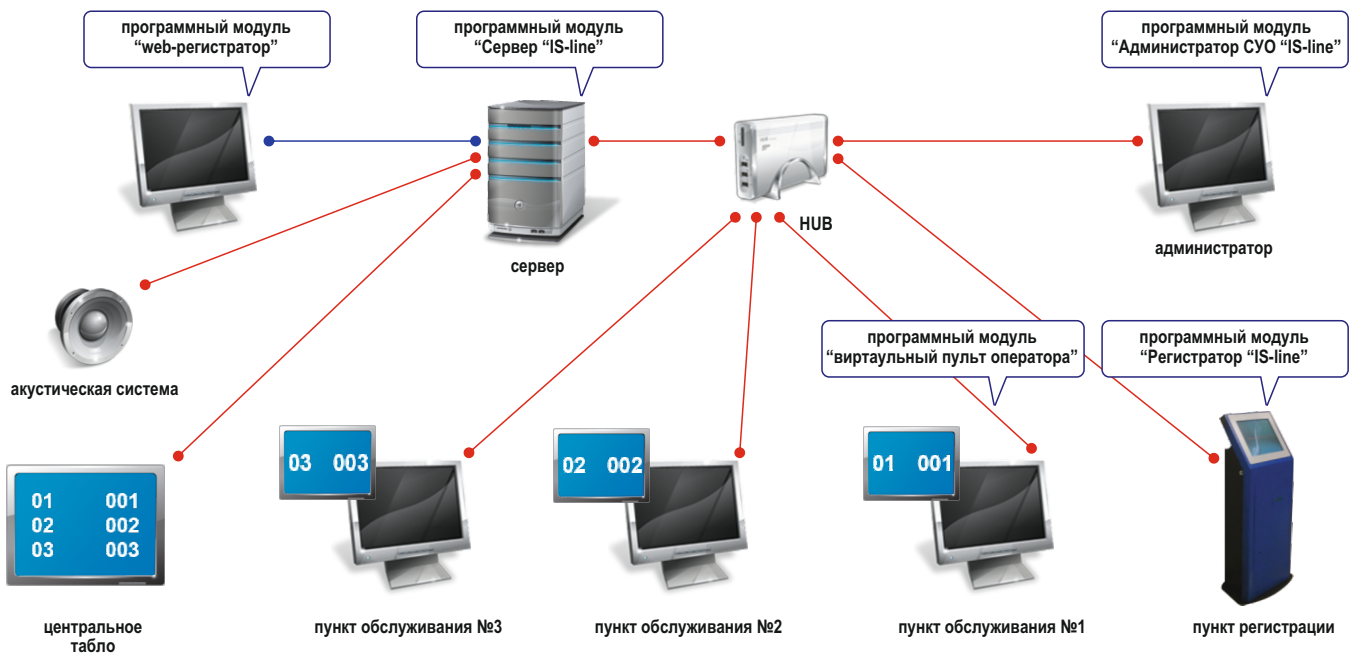 программный модуль
“web-регистратор”
программный модуль
“Сервер “IS-line”
программный модуль
“Администратор СУО “IS-line”
HUB
сервер
администратор
акустическая система
программный модуль
“виртаульный пульт оператора”
программный модуль
“Регистратор “IS-line”
01 001
02 002
03 003
03 003
02 002
01 001
центральное
табло
пункт обслуживания №3
пункт обслуживания №2
пункт обслуживания №1
пункт регистрации